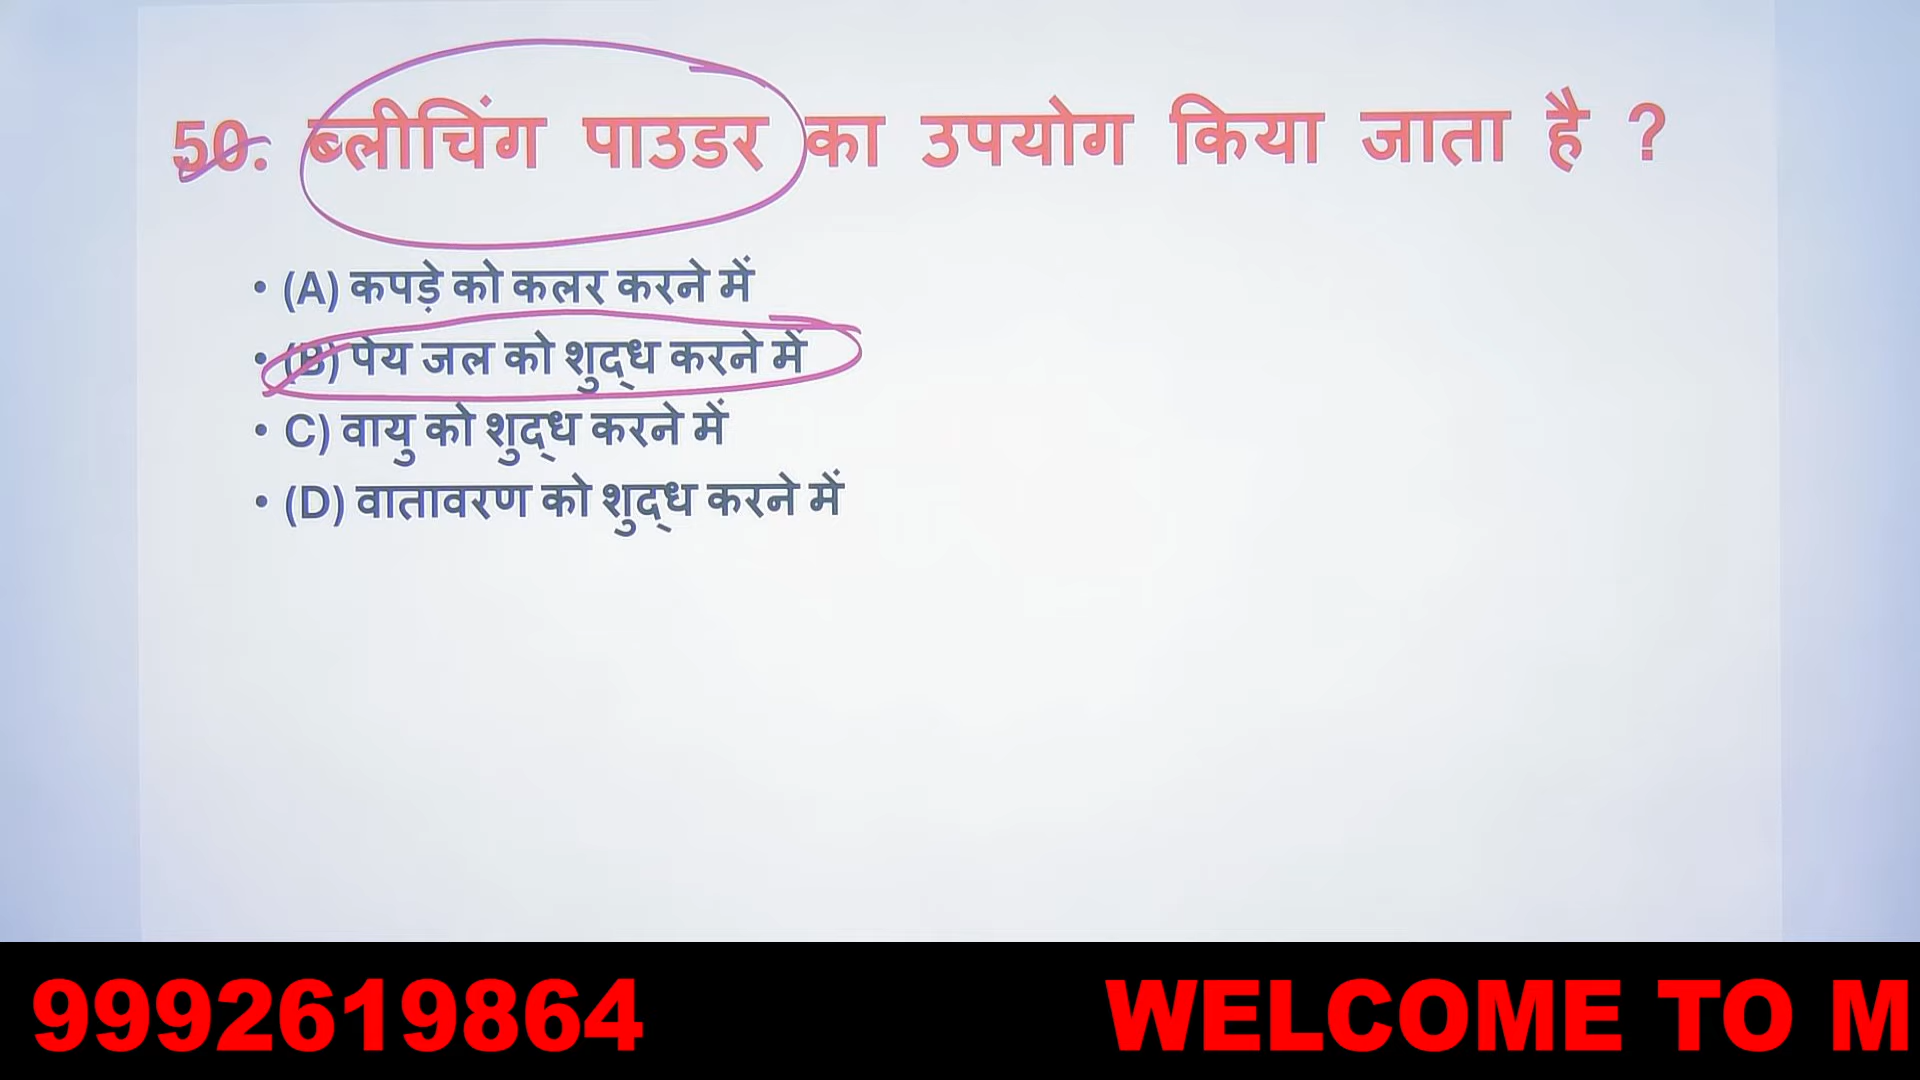 50. ब्लीचिंग पाउडर का उपयोग किया जाता है ?
• (A) कपड़े को कलर करने में
• (B) पेय जल को शुद्ध करने में
• C) वायु को शुद्ध करने में
• (D) वातावरण को शुद्ध करने में
9992619864 WELCOME TO M